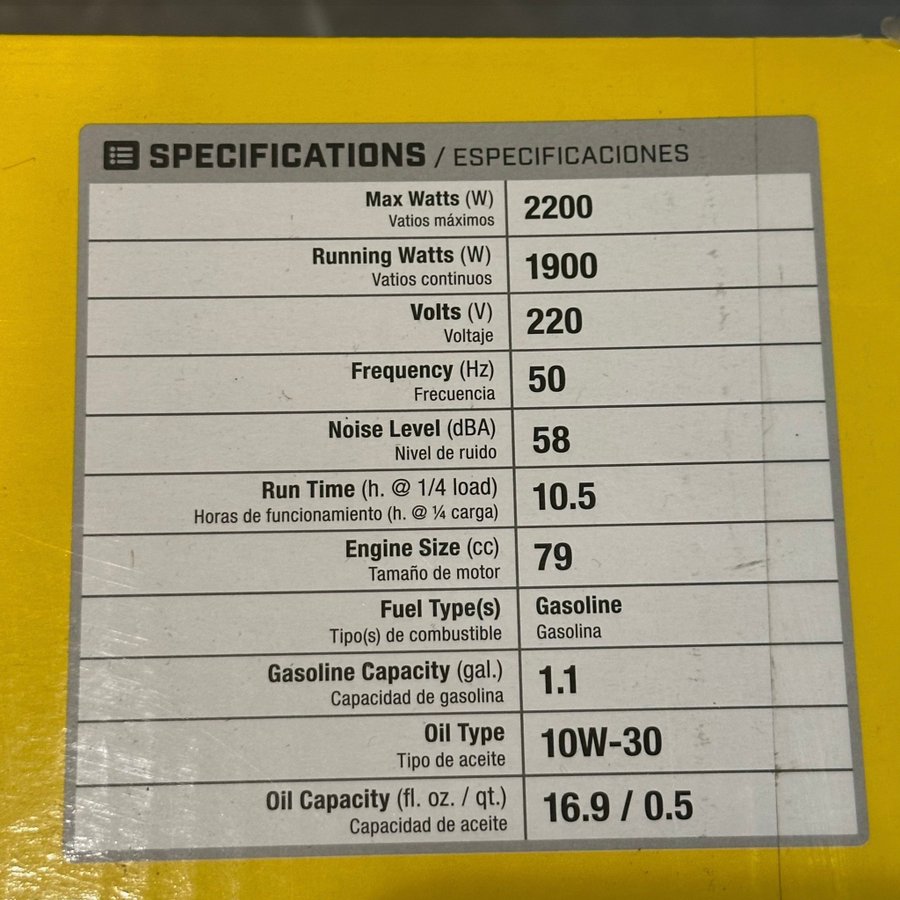 SPECIFICATIONS / ESPECIFICACIONES
Max Watts (W) 2200
Vatios máximos
Running Watts (W) 1900
Vatios continuos
Volts (V) 220
Voltaje
Frequency (Hz) 50
Frecuencia
Noise Level (dBA) 58
Nivel de ruido
Run Time (h. @ 1/4 load) 10.5
Horas de funcionamiento (h. @ ¼ carga)
Engine Size (cc) 79
Tamaño de motor
Fuel Type(s) Gasoline
Tipo(s) de combustible Gasolina
Gasoline Capacity (gal.) 1.1
Capacidad de gasolina
Oil Type 10W-30
Tipo de aceite
Oil Capacity (fl. oz. / qt.) 16.9 / 0.5
Capacidad de aceite